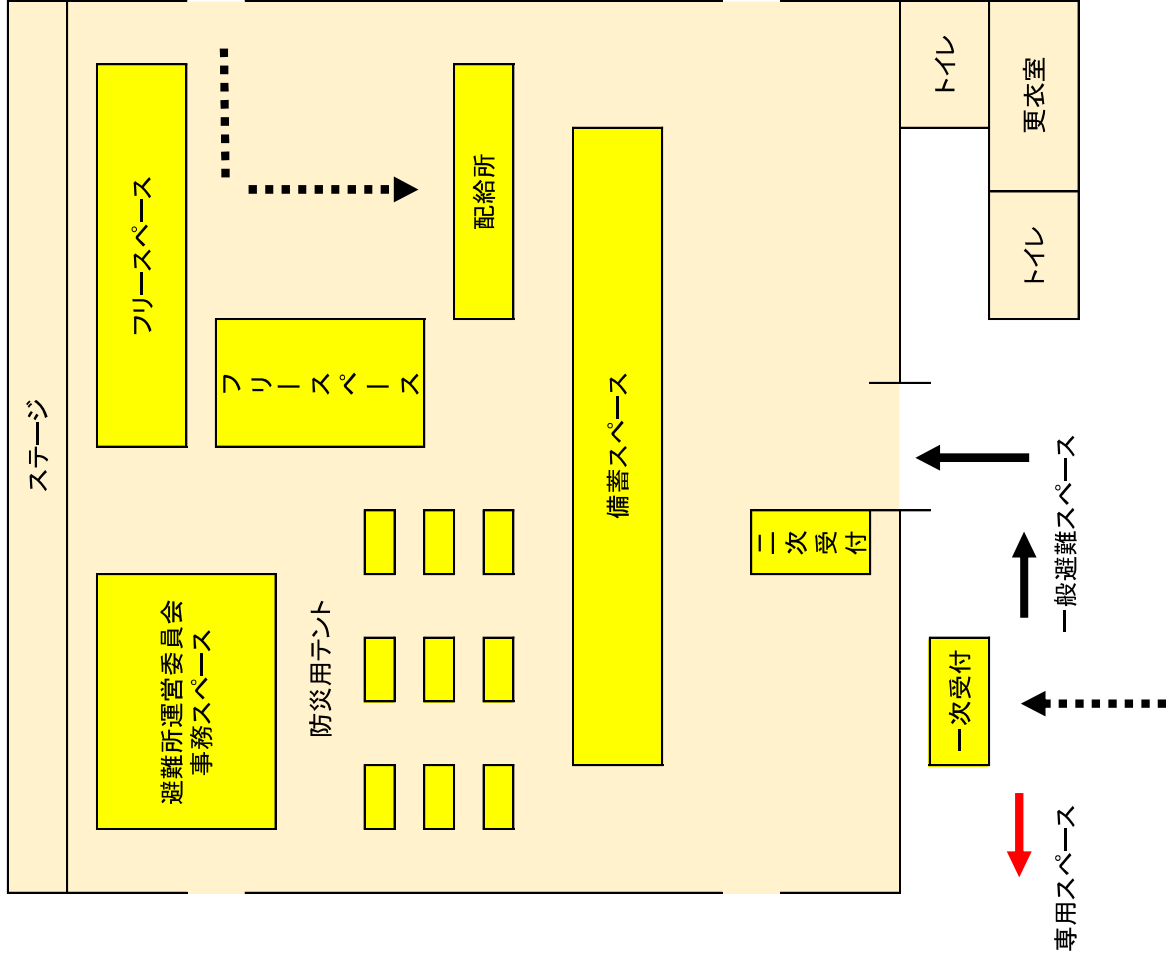 ステージ
避難所運営委員会
事務スペース
フリースペース
フリースペース
防災用テント
配給所
備蓄スペース
二次受付
トイレ
一次受付
トイレ
更衣室
専用スペース
一般避難スペース